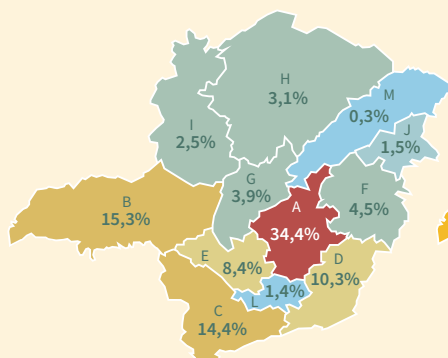 H
3,1%
M
0,3%
I
2,5%
J
1,5%
G
3,9%
F
4,5%
B
15,3%
A
34,4%
E
8,4%
D
10,3%
L
1,4%
C
14,4%